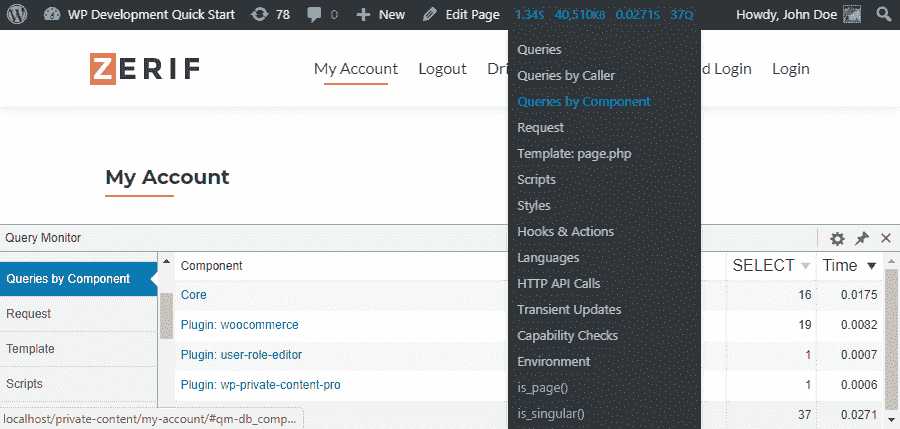 WP Development Quick Start 78 0 + New Edit Page 1.34S 40,510KB 0.0271S 37Q Howdy, John Doe
ZERIF My Account Logout Dri d Login Login
Queries
Queries by Caller
Queries by Component
Request
Template: page.php
Scripts
Styles
Hooks & Actions
Languages
HTTP API Calls
Transient Updates
Capability Checks
Environment
is_page()
is_singular()
My Account
Query Monitor
Queries by Component
Request
Template
Scripts
Component SELECT Time
Core 16 0.0175
Plugin: woocommerce 19 0.0082
Plugin: user-role-editor 1 0.0007
Plugin: wp-private-content-pro 1 0.0006
37 0.0271
localhost/private-content/my-account/#qm-db_comp...